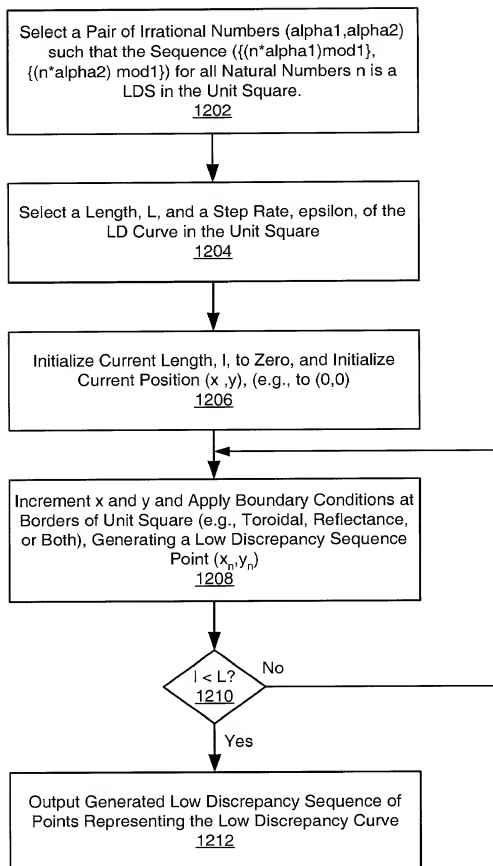 Select a Pair of Irrational Numbers (alpha1,alpha2)
such that the Sequence ({(n*alpha1)mod1},
{(n*alpha2) mod1}) for all Natural Numbers n is a
LDS in the Unit Square.
1202
Select a Length, L, and a Step Rate, epsilon, of the
LD Curve in the Unit Square
1204
Initialize Current Length, l, to Zero, and Initialize
Current Position (x ,y), (e.g., to (0,0)
1206
Increment x and y and Apply Boundary Conditions at
Borders of Unit Square (e.g., Toroidal, Reflectance,
or Both), Generating a Low Discrepancy Sequence
Point (xn,yn)
1208
l < L?
1210
No
Yes
Output Generated Low Discrepancy Sequence of
Points Representing the Low Discrepancy Curve
1212